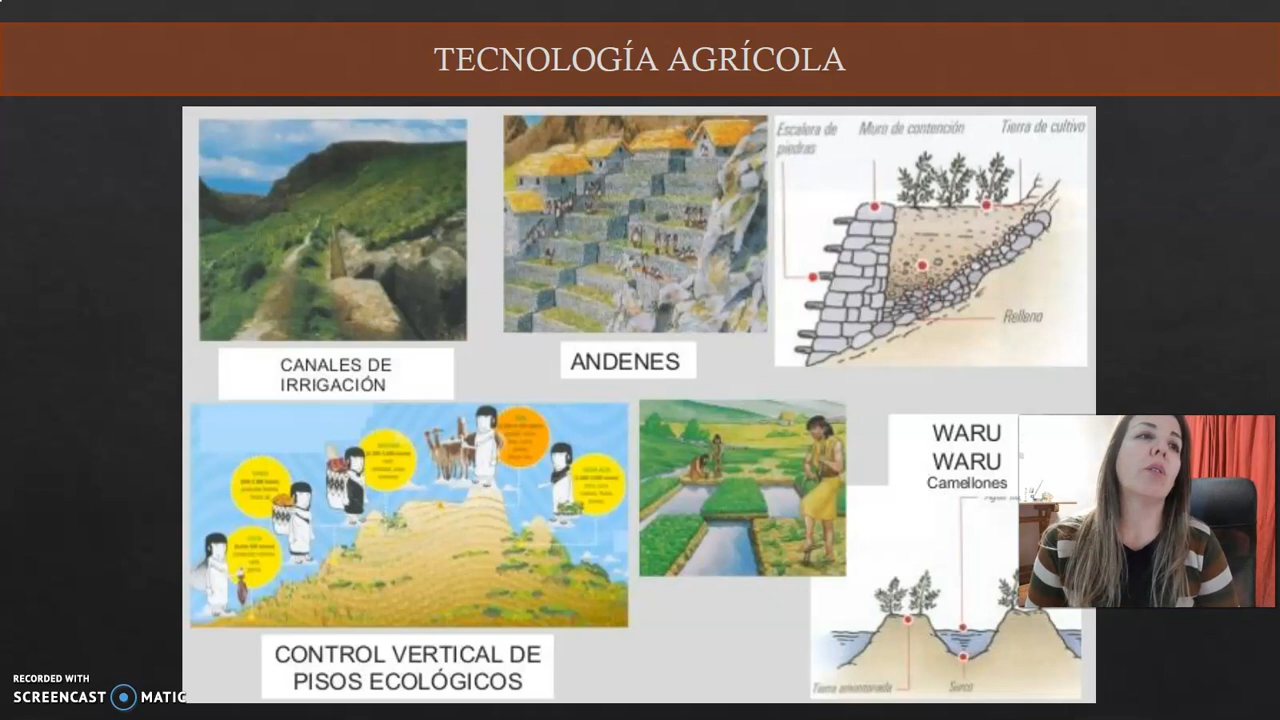 TECNOLOGÍA AGRÍCOLA
Escalera de
piedras
Muro de contención
Tierra de cultivo
Relleno
CANALES DE
IRRIGACIÓN
ANDENES
WARU
WARU
Camellones
CONTROL VERTICAL DE
PISOS ECOLÓGICOS
Tierra amontonada
Surco
RECORDED WITH
SCREENCAST MATIC